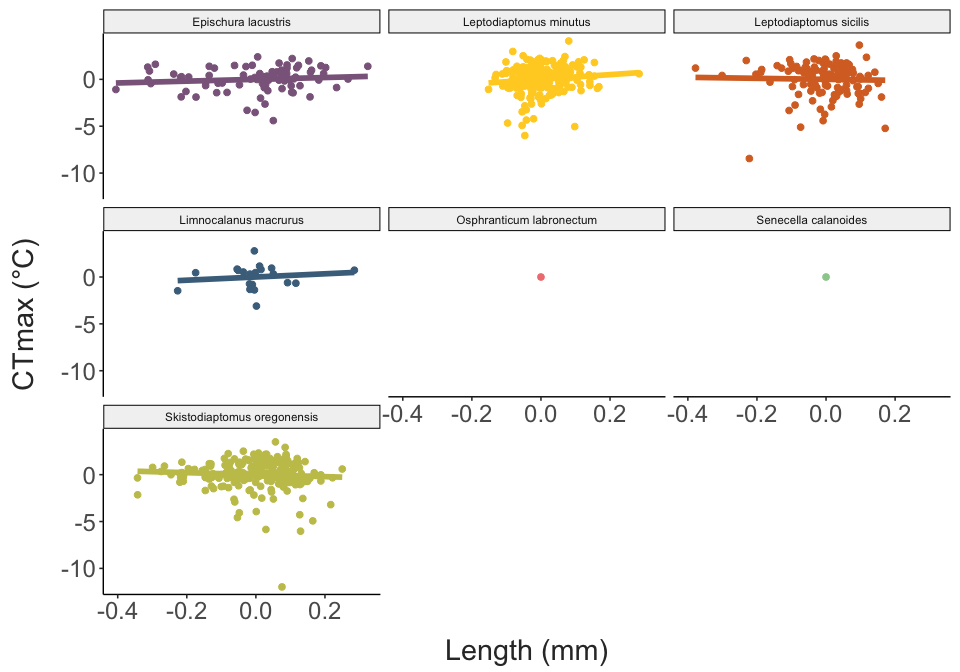 Epischura lacustris
Leptodiaptomus minutus
Leptodiaptomus sicilis
0
-5
-10
Limnocalanus macrurus
Osphranticum labronectum
Senecella calanoides
0
-5
-10
-0.4 -0.2 0.0 0.2
-0.4 -0.2 0.0 0.2
Skistodiaptomus oregonensis
0
-5
-10
-0.4 -0.2 0.0 0.2
Length (mm)
CTmax (°C)